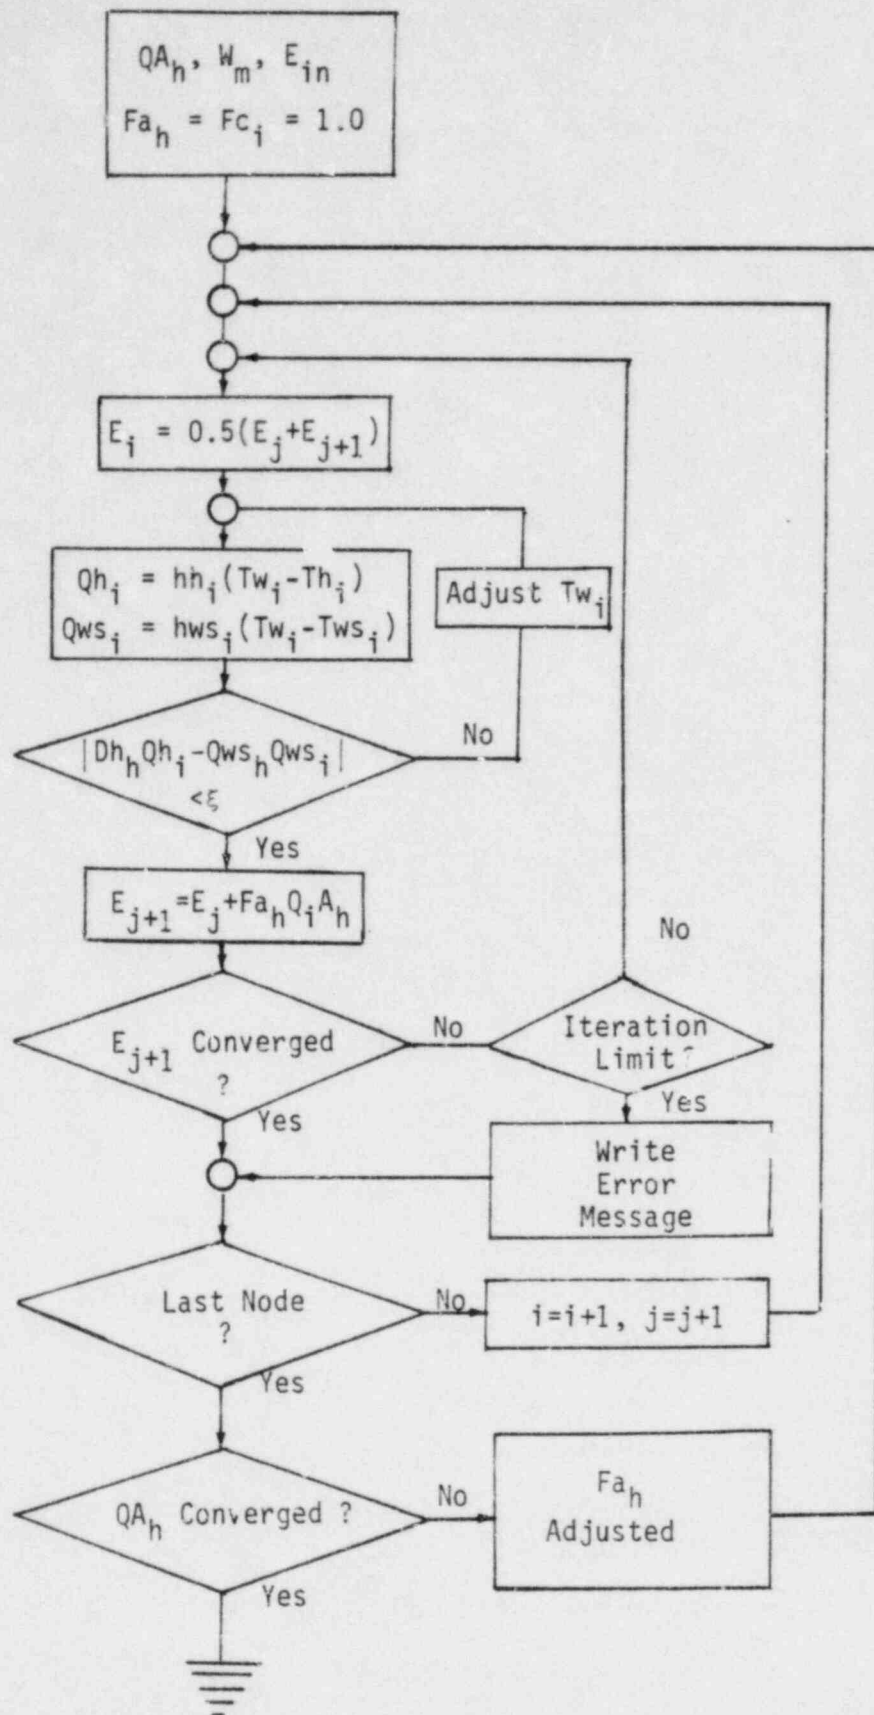 QA_h, W_m, E_in
Fa_h = Fc_i = 1.0
E_i = 0.5(E_j+E_j+1)
Qh_i = hh_i(Tw_i-Th_i)
Qws_i = hws_i(Tw_i-Tws_i)
Adjust Tw_i
|Dh_hQh_i-Qws_hQws_i|
<ξ
No
Yes
E_j+1=E_j+Fa_hQ_iA_h
No
E_j+1 Converged
?
No
Iteration
Limit?
Yes
Yes
Write
Error
Message
Last Node
?
No
i=i+1, j=j+1
Yes
QA_h Converged ?
No
Fa_h
Adjusted
Yes